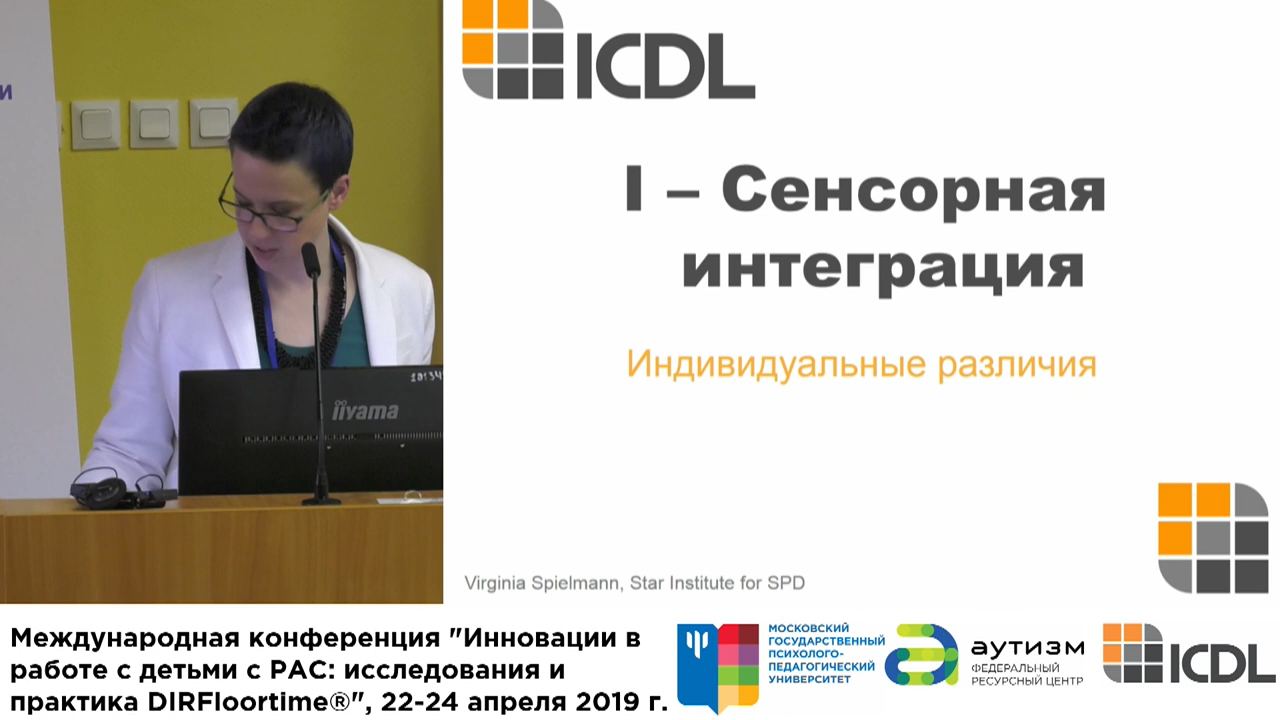 и
ICDL
I – Сенсорная
интеграция
Индивидуальные различия
iiyama
Virginia Spielmann, Star Institute for SPD
Международная конференция "Инновации в
работе с детьми с РАС: исследования и
практика DIRFloortime®", 22-24 апреля 2019 г.
МОСКОВСКИЙ
ГОСУДАРСТВЕННЫЙ
ПСИХОЛОГО-
ПЕДАГОГИЧЕСКИЙ
УНИВЕРСИТЕТ
аутизм
ФЕДЕРАЛЬНЫЙ
РЕСУРСНЫЙ ЦЕНТР
ICDL